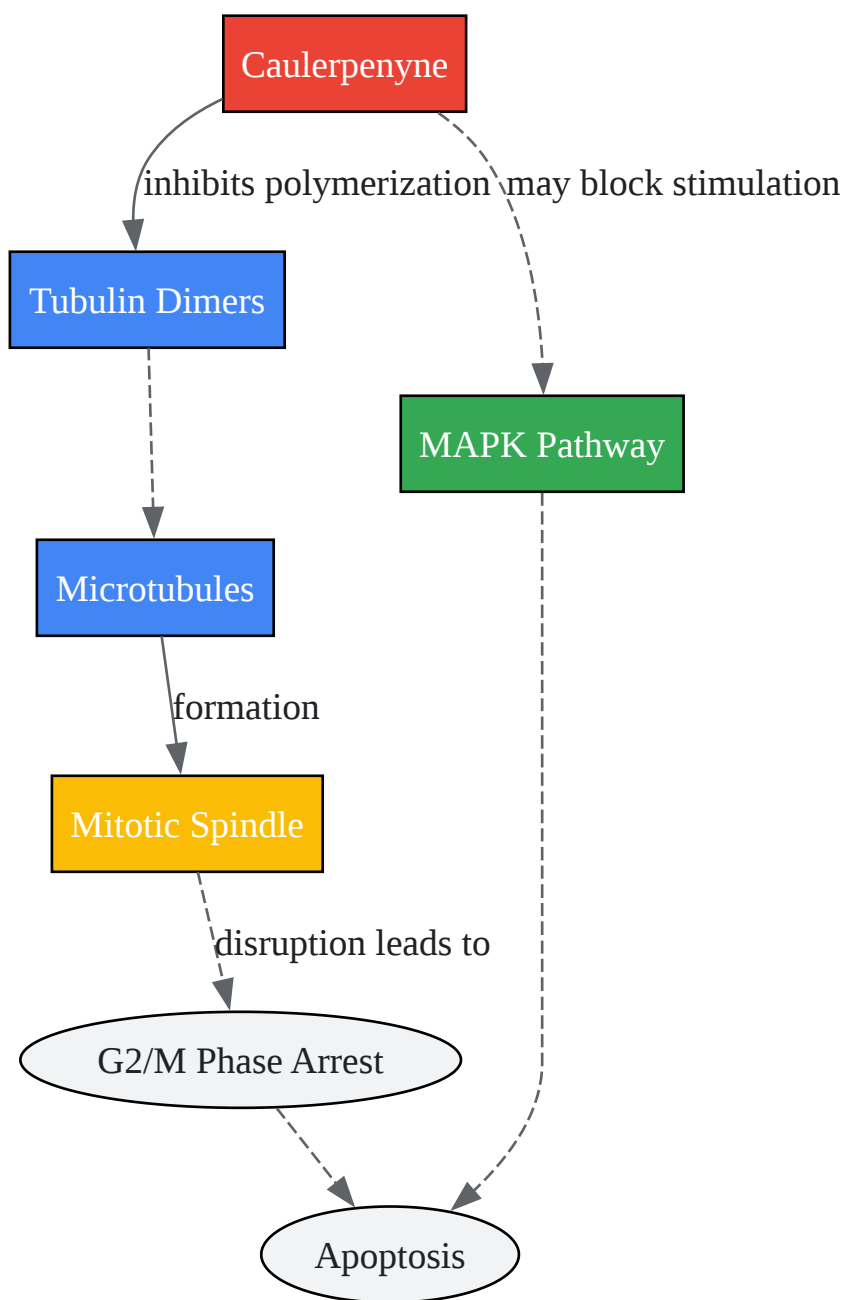 Caulerpenyne
inhibits polymerization
may block stimulation
Tubulin Dimers
MAPK Pathway
Microtubules
formation
Mitotic Spindle
disruption leads to
G2/M Phase Arrest
Apoptosis